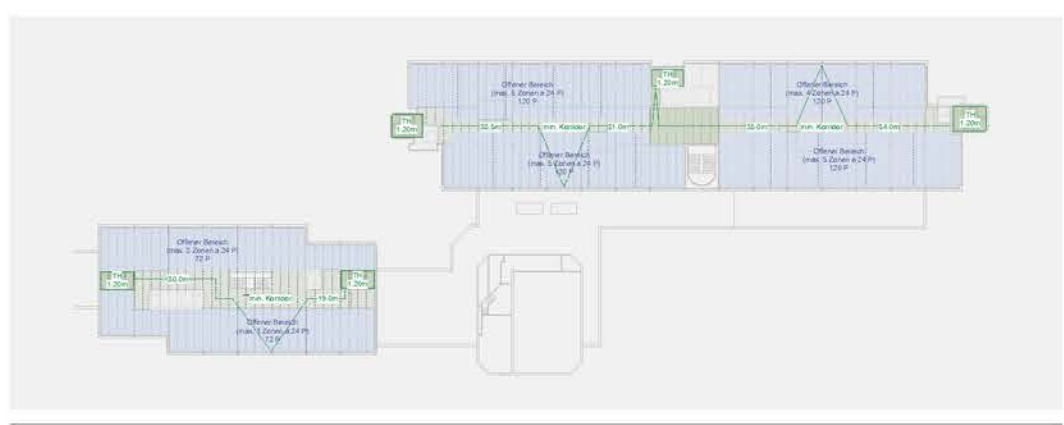 TH
1.20m
Offener Bereich
(max. 5 Zonen a 24 P)
120 P
Offener Bereich
(max. 4 Zonen a 24 P)
120 P
TH
1.20m
min. Korridor
min. Korridor
TH
1.20m
Offener Bereich
(max. 5 Zonen a 24 P)
120 P
Offener Bereich
(max. 5 Zonen a 24 P)
120 P
Offener Bereich
(max. 3 Zonen a 24 P)
72 P
TH
1.20m
TH
1.20m
min. Korridor
19.0m
Offener Bereich
(max. 3 Zonen a 24 P)
72 P